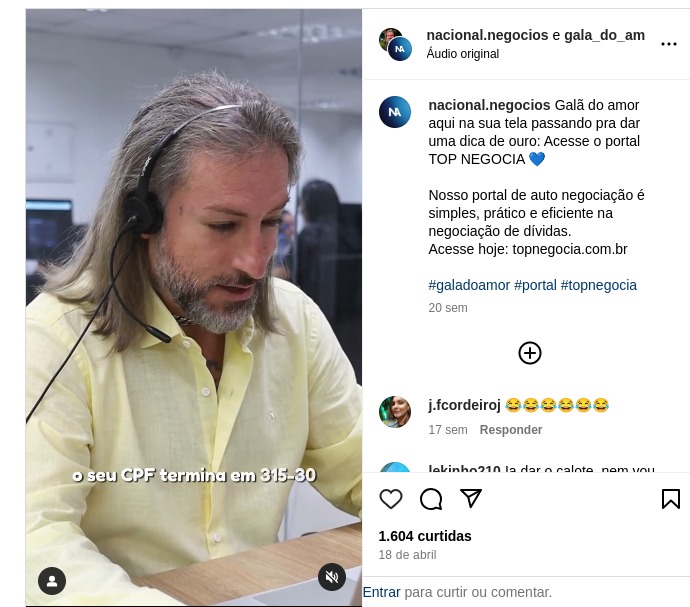 nacional.negocios e gala_do_am
Áudio original
nacional.negocios Galã do amor
aqui na sua tela passando pra dar
uma dica de ouro: Acesse o portal
TOP NEGOCIA 💙
Nosso portal de auto negociação é
simples, prático e eficiente na
negociação de dívidas.
Acesse hoje: topnegocia.com.br
#galadoamor #portal #topnegocia
20 sem
j.fcordeiroj 😂😂😂😂😂😂
17 sem Responder
lekinho210 Ia dar o calote, nem vou
o seu CPF termina em 315-30
1.604 curtidas
18 de abril
Entrar para curtir ou comentar.